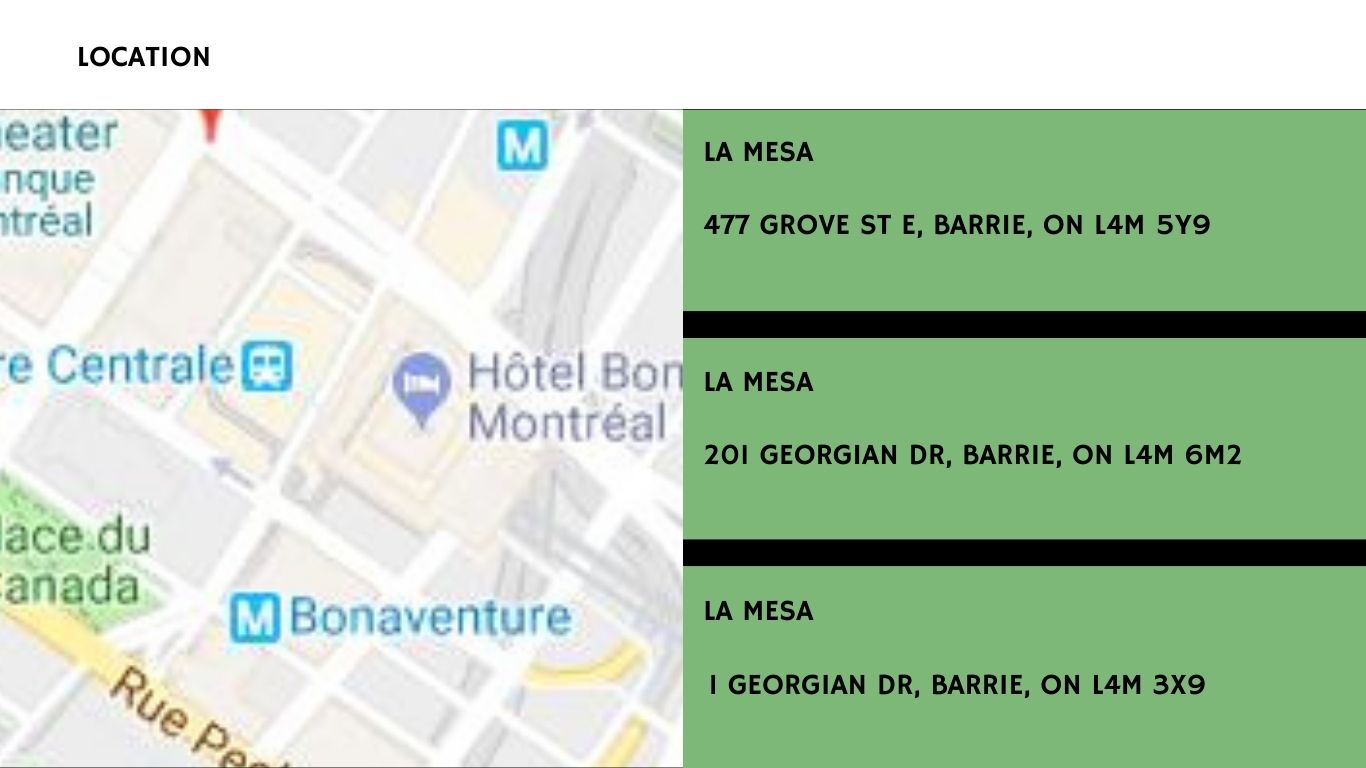 LOCATION
eater
nque
ntréal
M
re Centrale
Hôtel Bon
Montréal
lace du
Canada
M Bonaventure
Rue Peel
LA MESA
477 GROVE ST E, BARRIE, ON L4M 5Y9
LA MESA
201 GEORGIAN DR, BARRIE, ON L4M 6M2
LA MESA
1 GEORGIAN DR, BARRIE, ON L4M 3X9